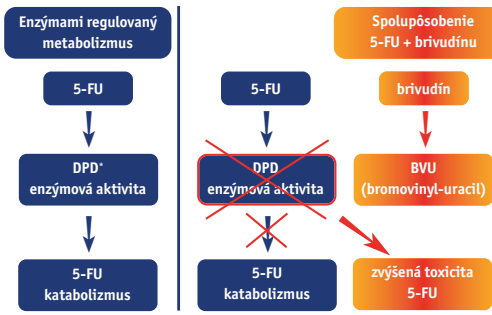 Enzýmami regulovaný
metabolizmus
5-FU
DPD*
enzýmová aktivita
5-FU
katabolizmus
Spolupôsobenie
5-FU + brivudínu
5-FU
brivudín
DPD
enzýmová aktivita
BVU
(bromovinyl-uracil)
5-FU
katabolizmus
zvýšená toxicita
5-FU